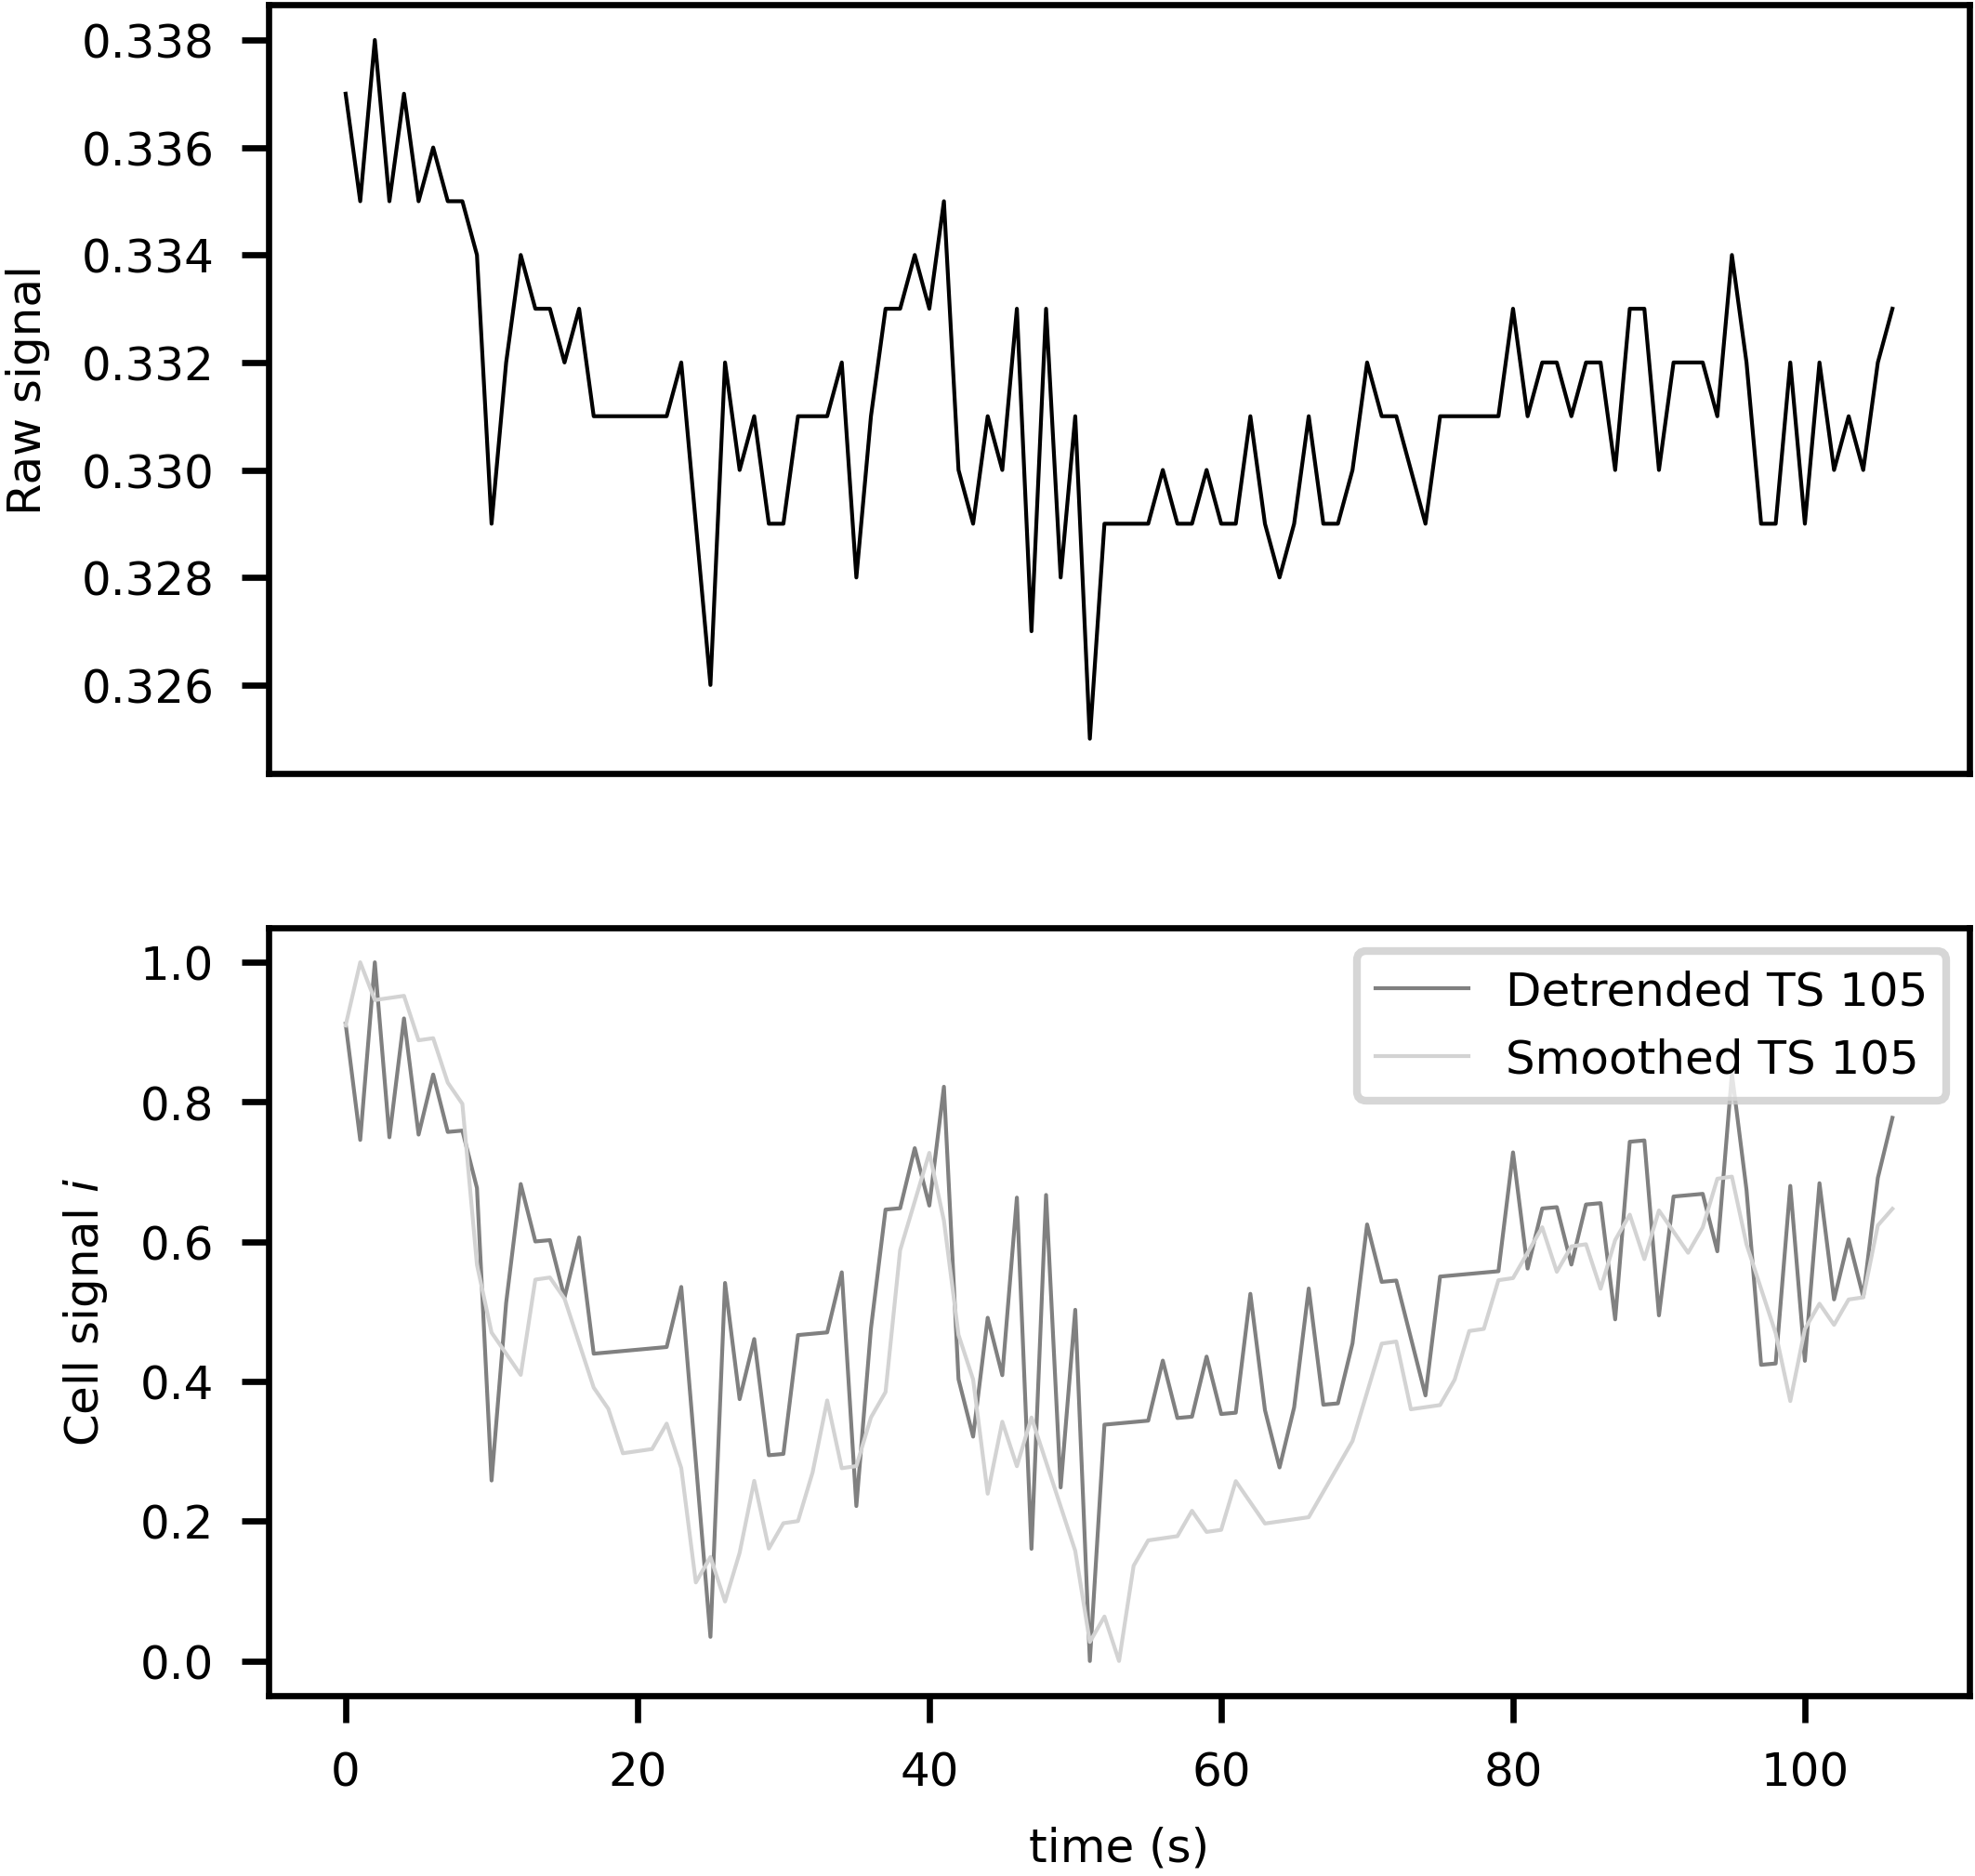 0.338
0.336
0.334
0.332
0.330
0.328
0.326
Raw signal
1.0
0.8
0.6
0.4
0.2
0.0
Cell signal i
Detrended TS 105
Smoothed TS 105
0 20 40 60 80 100
time (s)